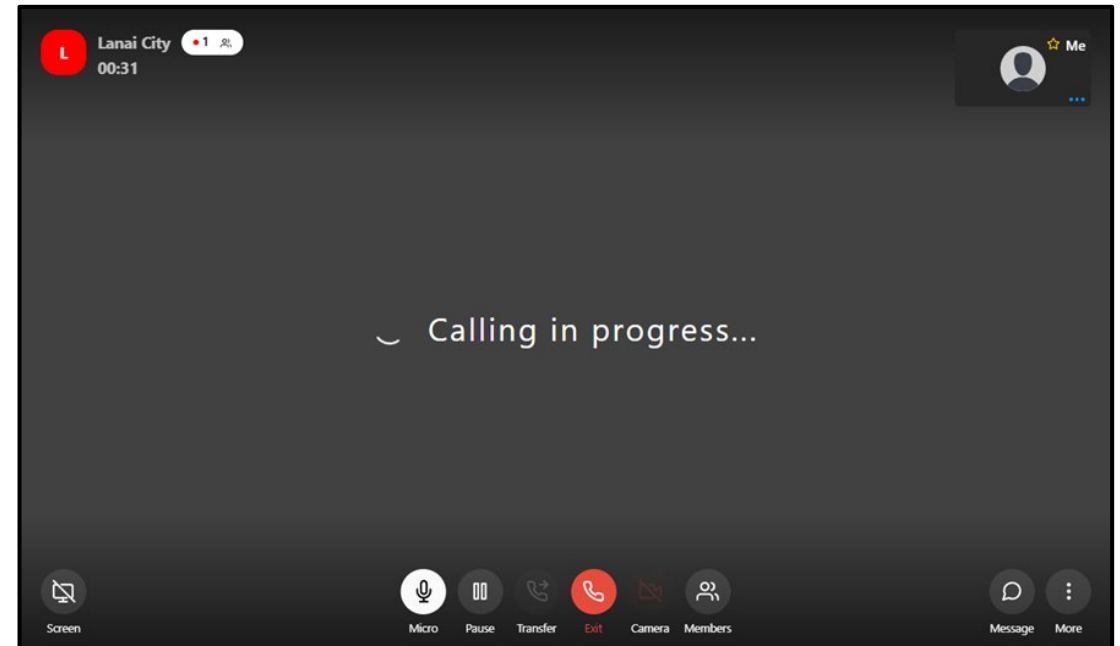 L
Lanai City
1
00:31
Me
Calling in progress...
Screen
Micro
Pause
Transfer
Exit
Camera
Members
Message
More